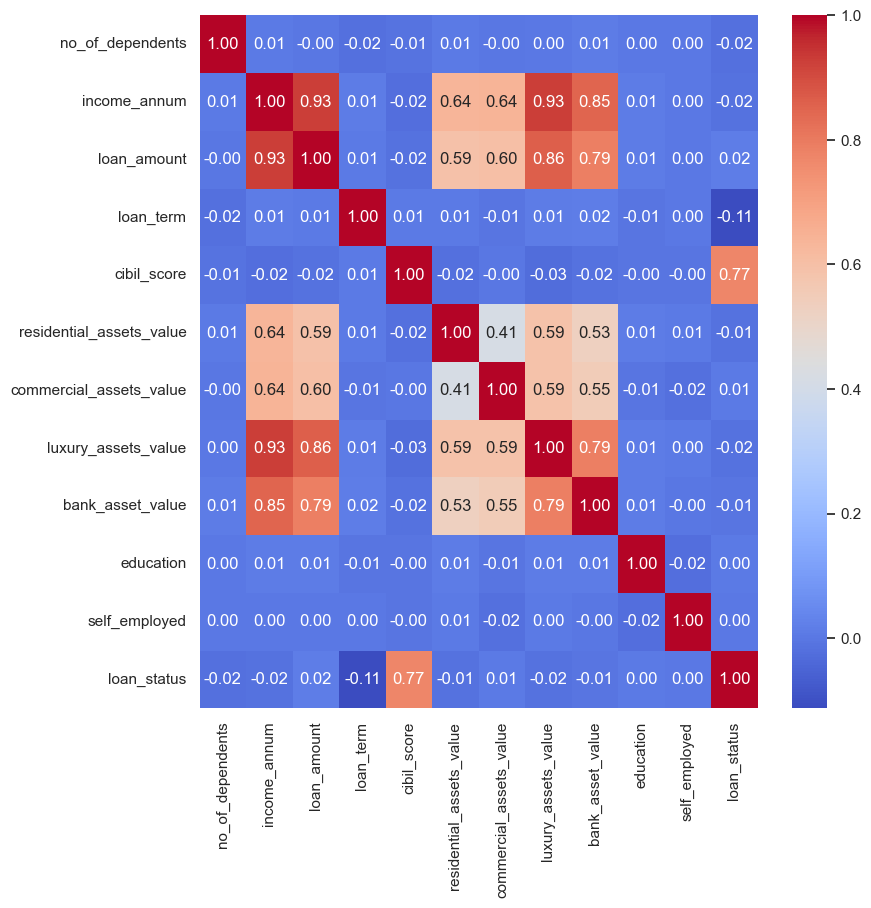 no_of_dependents 1.00 0.01 -0.00 -0.02 -0.01 0.01 -0.00 0.00 0.01 0.00 0.00 -0.02
income_annum 0.01 1.00 0.93 0.01 -0.02 0.64 0.64 0.93 0.85 0.01 0.00 -0.02
loan_amount -0.00 0.93 1.00 0.01 -0.02 0.59 0.60 0.86 0.79 0.01 0.00 0.02
loan_term -0.02 0.01 0.01 1.00 0.01 0.01 -0.01 0.01 0.02 -0.01 0.00 -0.11
cibil_score -0.01 -0.02 -0.02 0.01 1.00 -0.02 -0.00 -0.03 -0.02 -0.00 -0.00 0.77
residential_assets_value 0.01 0.64 0.59 0.01 -0.02 1.00 0.41 0.59 0.53 0.01 0.01 -0.01
commercial_assets_value -0.00 0.64 0.60 -0.01 -0.00 0.41 1.00 0.59 0.55 -0.01 -0.02 0.01
luxury_assets_value 0.00 0.93 0.86 0.01 -0.03 0.59 0.59 1.00 0.79 0.01 0.00 -0.02
bank_asset_value 0.01 0.85 0.79 0.02 -0.02 0.53 0.55 0.79 1.00 0.01 -0.00 -0.01
education 0.00 0.01 0.01 -0.01 -0.00 0.01 -0.01 0.01 0.01 1.00 -0.02 0.00
self_employed 0.00 0.00 0.00 0.00 -0.00 0.01 -0.02 0.00 -0.00 -0.02 1.00 0.00
loan_status -0.02 -0.02 0.02 -0.11 0.77 -0.01 0.01 -0.02 -0.01 0.00 0.00 1.00
no_of_dependents
income_annum
loan_amount
loan_term
cibil_score
residential_assets_value
commercial_assets_value
luxury_assets_value
bank_asset_value
education
self_employed
loan_status
1.0
0.8
0.6
0.4
0.2
0.0